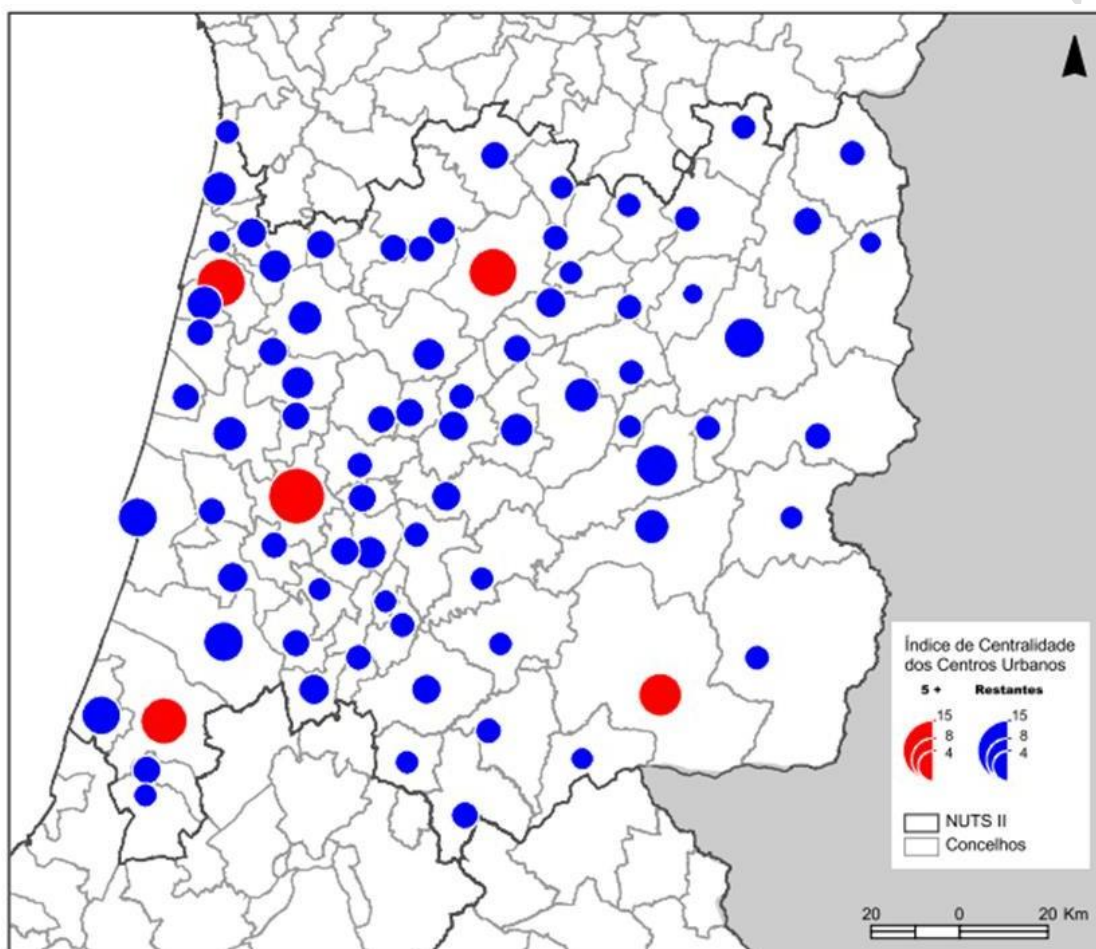 Índice de Centralidade
dos Centros Urbanos
5 + Restantes
15 15
8 8
4 4
NUTS II
Concelhos
20 0 20 Km